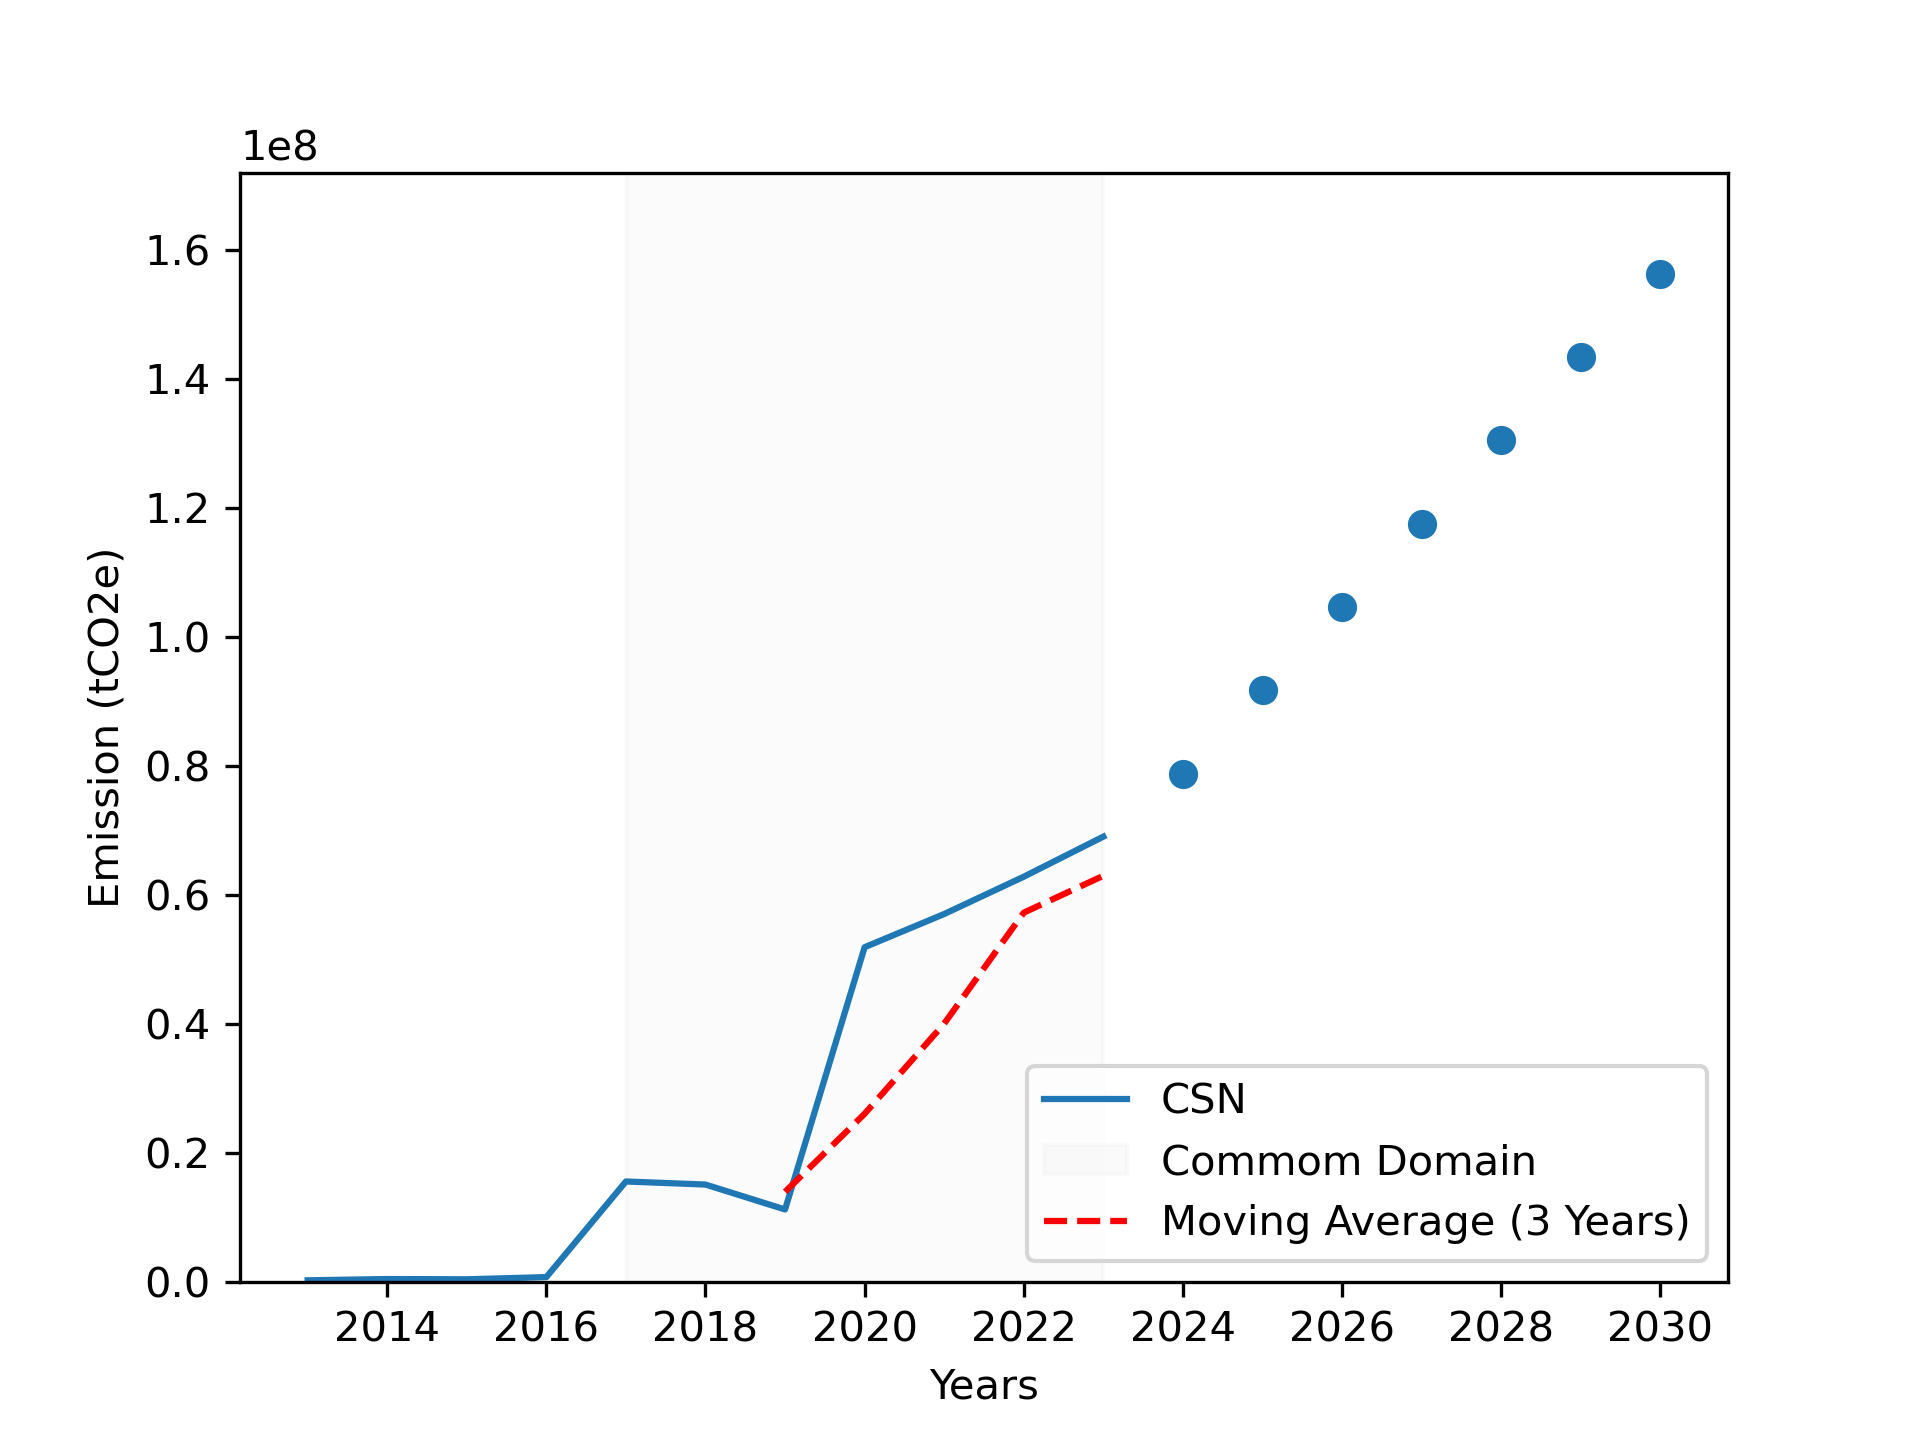 1e8
1.6
1.4
1.2
1.0
0.8
0.6
0.4
0.2
0.0
Emission (tCO2e)
CSN
Commom Domain
Moving Average (3 Years)
2014 2016 2018 2020 2022 2024 2026 2028 2030
Years